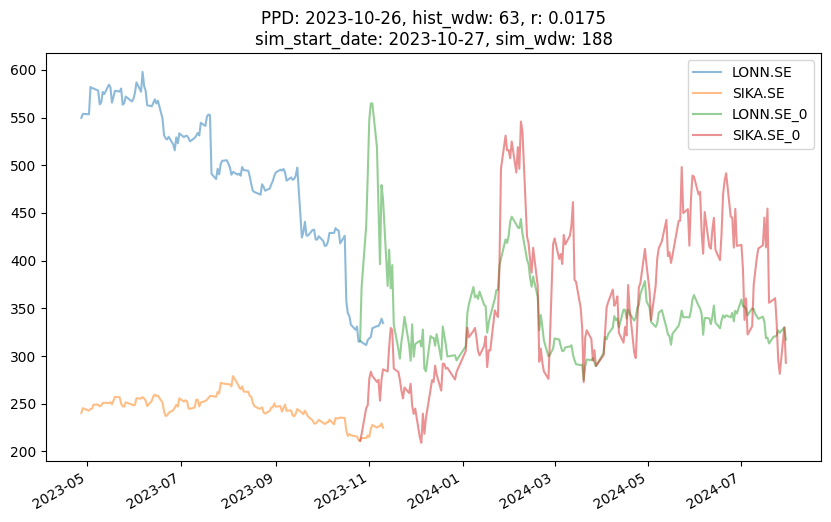 PPD: 2023-10-26, hist_wdw: 63, r: 0.0175
sim_start_date: 2023-10-27, sim_wdw: 188
LONN.SE
SIKA.SE
LONN.SE_0
SIKA.SE_0
600
550
500
450
400
350
300
250
200
2023-05
2023-07
2023-09
2023-11
2024-01
2024-03
2024-05
2024-07